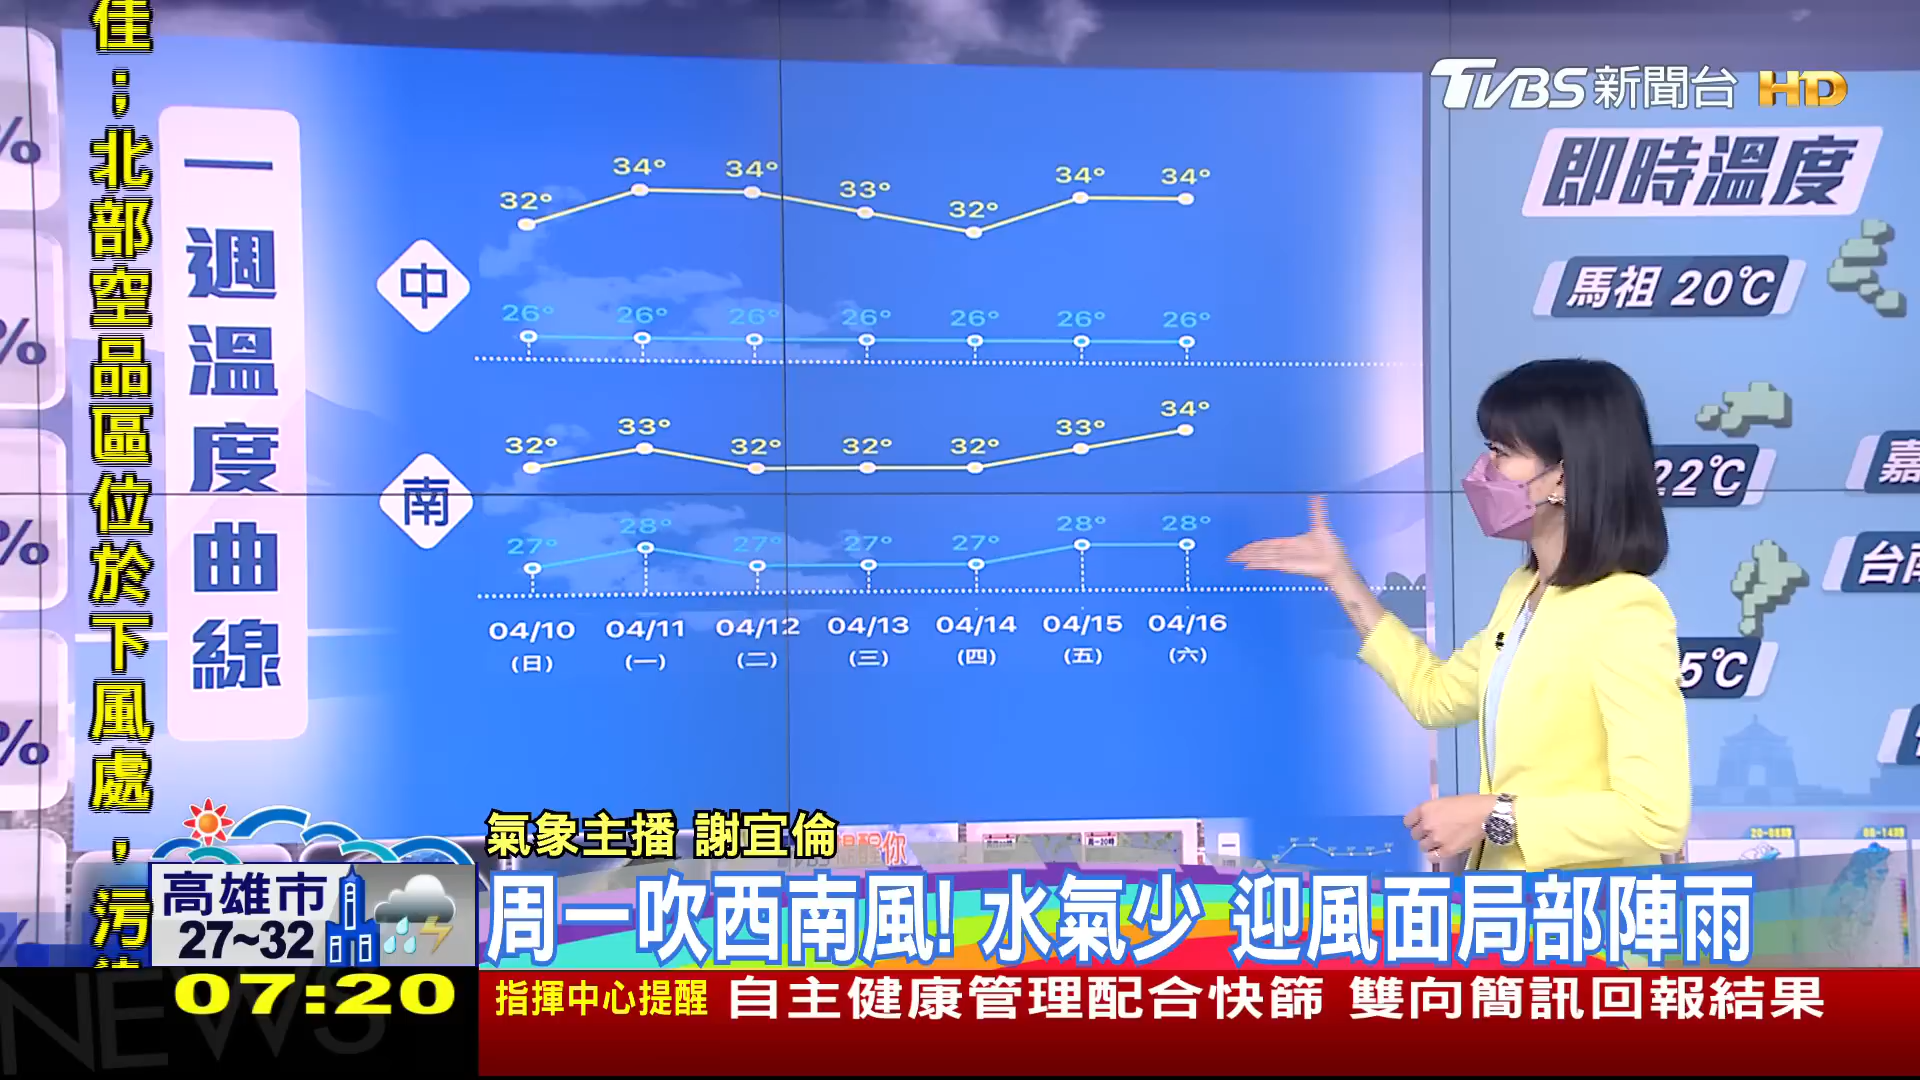 佳；北部空品區位於下風處，污
TVBS新聞台 HD
一週溫度曲線
中
32° 34° 34° 33° 32° 34° 34°
26° 26° 26° 26° 26° 26° 26°
南
32° 33° 32° 32° 32° 33° 34°
27° 28° 27° 27° 27° 28° 28°
04/10 04/11 04/12 04/13 04/14 04/15 04/16
(日) (一) (二) (三) (四) (五) (六)
即時溫度
馬祖 20℃
22℃
嘉
台南
5℃
%
%
%
%
氣象主播 謝宜倫
高雄市
27~32
周一吹西南風! 水氣少 迎風面局部陣雨
07:20
指揮中心提醒 自主健康管理配合快篩 雙向簡訊回報結果
NEWS